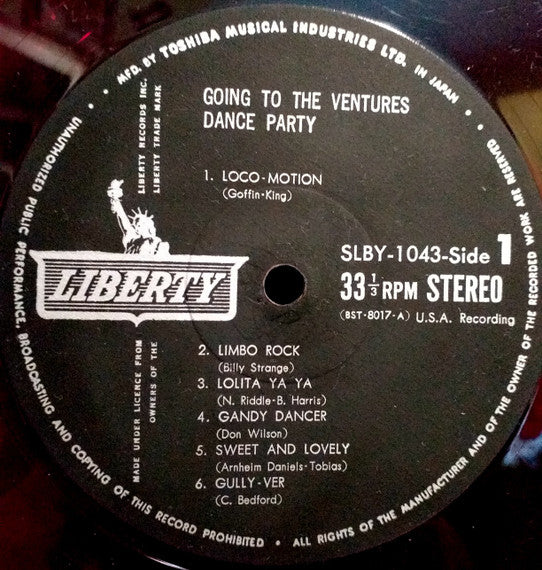 MFD. BY TOSHIBA MUSICAL INDUSTRIES LTD. IN JAPAN •
ALL RIGHTS OF THE MANUFACTURER AND OF THE OWNER OF THE RECORDED WORK ARE RESERVED
• UNAUTHORIZED PUBLIC PERFORMANCE, BROADCASTING AND COPYING OF THIS RECORD PROHIBITED •
LIBERTY RECORDS INC.
LIBERTY TRADE MARK
GOING TO THE VENTURES
DANCE PARTY
1. LOCO-MOTION
(Goffin-King)
LIBERTY
SLBY-1043-Side 1
33 1/3 RPM STEREO
(BST-8017-A) U.S.A. Recording
MADE UNDER LICENCE FROM
OWNERS OF THE
2. LIMBO ROCK
(Billy Strange)
3. LOLITA YA YA
(N. Riddle-B. Harris)
4. GANDY DANCER
(Don Wilson)
5. SWEET AND LOVELY
(Arnheim Daniels-Tobias)
6. GULLY-VER
(C. Bedford)